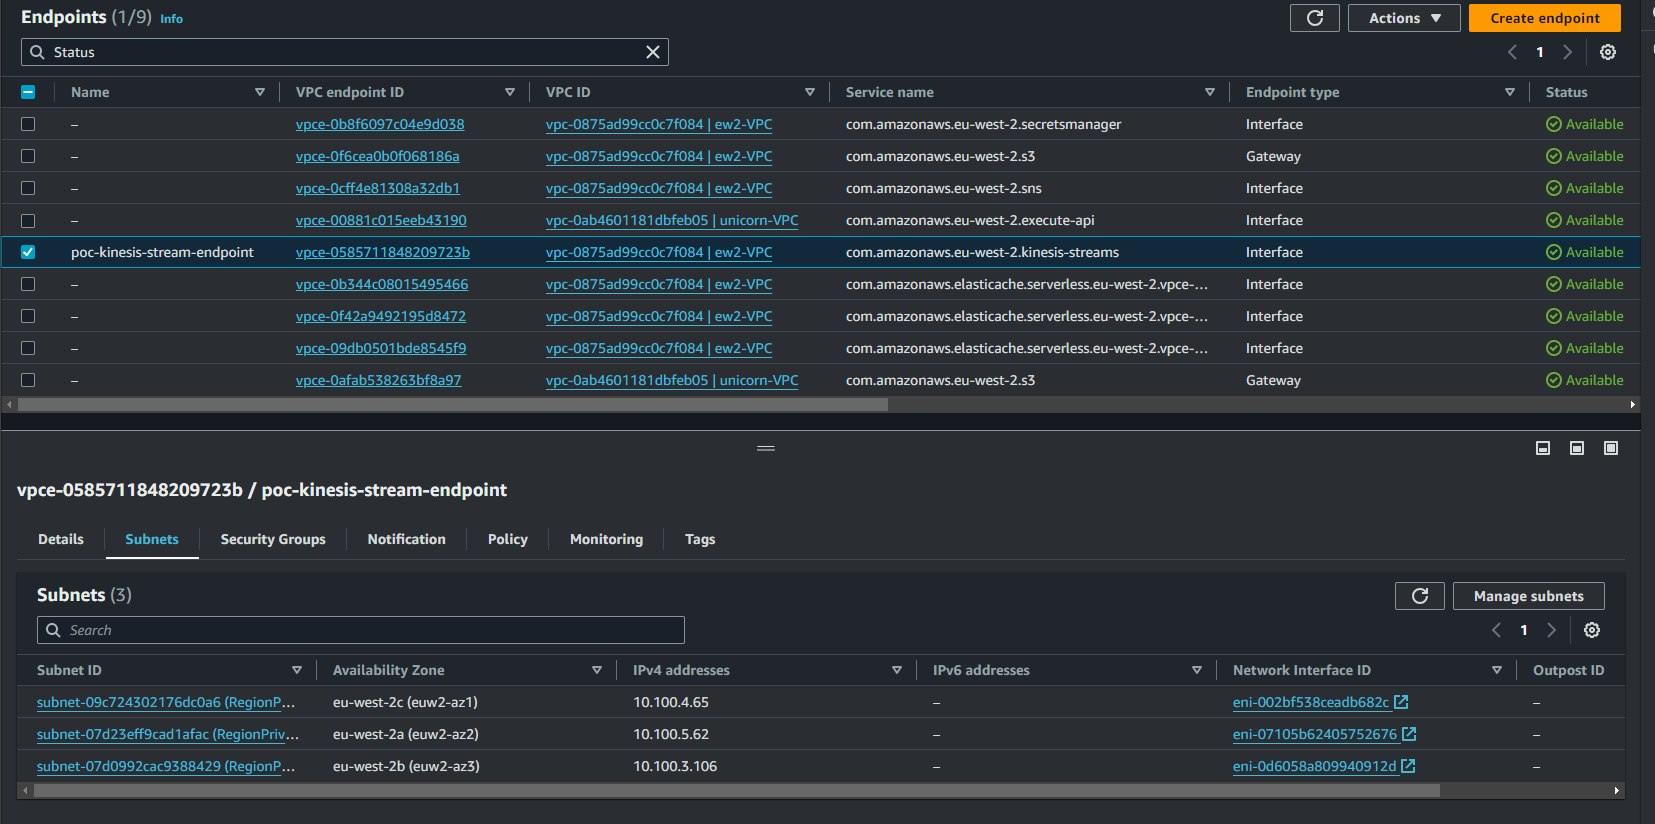 Endpoints (1/9) Info
Actions Create endpoint
Status
1
Name VPC endpoint ID VPC ID Service name Endpoint type Status
– vpce-0b8f6097c04e9d038 vpc-0875ad99cc0c7f084 | ew2-VPC com.amazonaws.eu-west-2.secretsmanager Interface Available
– vpce-0f6cea0b0f068186a vpc-0875ad99cc0c7f084 | ew2-VPC com.amazonaws.eu-west-2.s3 Gateway Available
– vpce-0cff4e81308a32db1 vpc-0875ad99cc0c7f084 | ew2-VPC com.amazonaws.eu-west-2.sns Interface Available
– vpce-00881c015eeb43190 vpc-0ab4601181dbfeb05 | unicorn-VPC com.amazonaws.eu-west-2.execute-api Interface Available
poc-kinesis-stream-endpoint vpce-0585711848209723b vpc-0875ad99cc0c7f084 | ew2-VPC com.amazonaws.eu-west-2.kinesis-streams Interface Available
– vpce-0b344c08015495466 vpc-0875ad99cc0c7f084 | ew2-VPC com.amazonaws.elasticache.serverless.eu-west-2.vpce-... Interface Available
– vpce-0f42a9492195d8472 vpc-0875ad99cc0c7f084 | ew2-VPC com.amazonaws.elasticache.serverless.eu-west-2.vpce-... Interface Available
– vpce-09db0501bde8545f9 vpc-0875ad99cc0c7f084 | ew2-VPC com.amazonaws.elasticache.serverless.eu-west-2.vpce-... Interface Available
– vpce-0afab538263bf8a97 vpc-0ab4601181dbfeb05 | unicorn-VPC com.amazonaws.eu-west-2.s3 Gateway Available
vpce-0585711848209723b / poc-kinesis-stream-endpoint
Details Subnets Security Groups Notification Policy Monitoring Tags
Subnets (3)
Manage subnets
Search
1
Subnet ID Availability Zone IPv4 addresses IPv6 addresses Network Interface ID Outpost ID
subnet-09c724302176dc0a6 (RegionP... eu-west-2c (euw2-az1) 10.100.4.65 – eni-002bf538ceadb682c –
subnet-07d23eff9cad1afac (RegionPriv... eu-west-2a (euw2-az2) 10.100.5.62 – eni-07105b62405752676 –
subnet-07d0992cac9388429 (RegionP... eu-west-2b (euw2-az3) 10.100.3.106 – eni-0d6058a809940912d –